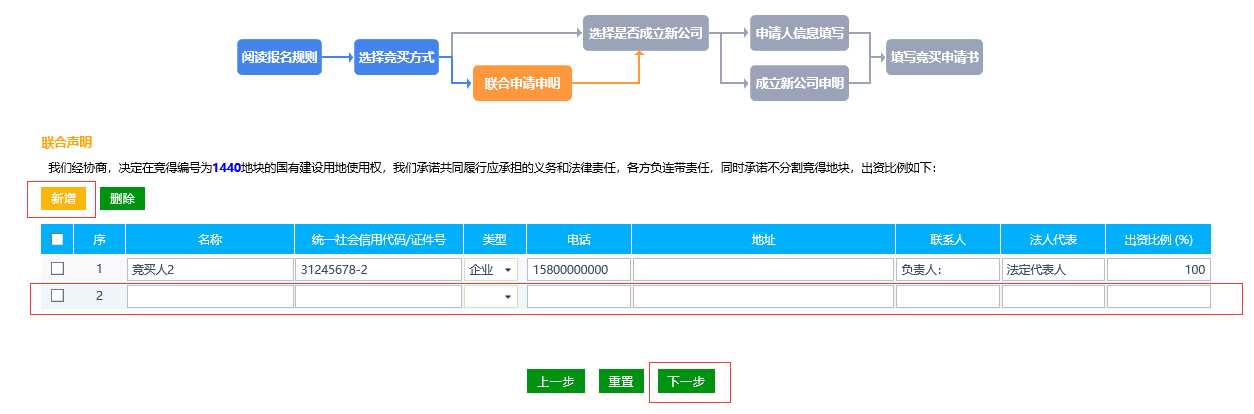 选择是否成立新公司 申请人信息填写
阅读报名规则 选择竞买方式 填写竞买申请书
联合申请申明 成立新公司申明
联合声明
我们经协商，决定在竞得编号为1440地块的国有建设用地使用权，我们承诺共同履行应承担的义务和法律责任，各方负连带责任，同时承诺不分割竞得地块，出资比例如下：
新增 删除
序 名称 统一社会信用代码/证件号 类型 电话 地址 联系人 法人代表 出资比例 (%)
1 竞买人2 31245678-2 企业 15800000000 负责人： 法定代表人 100
2
上一步 重置 下一步